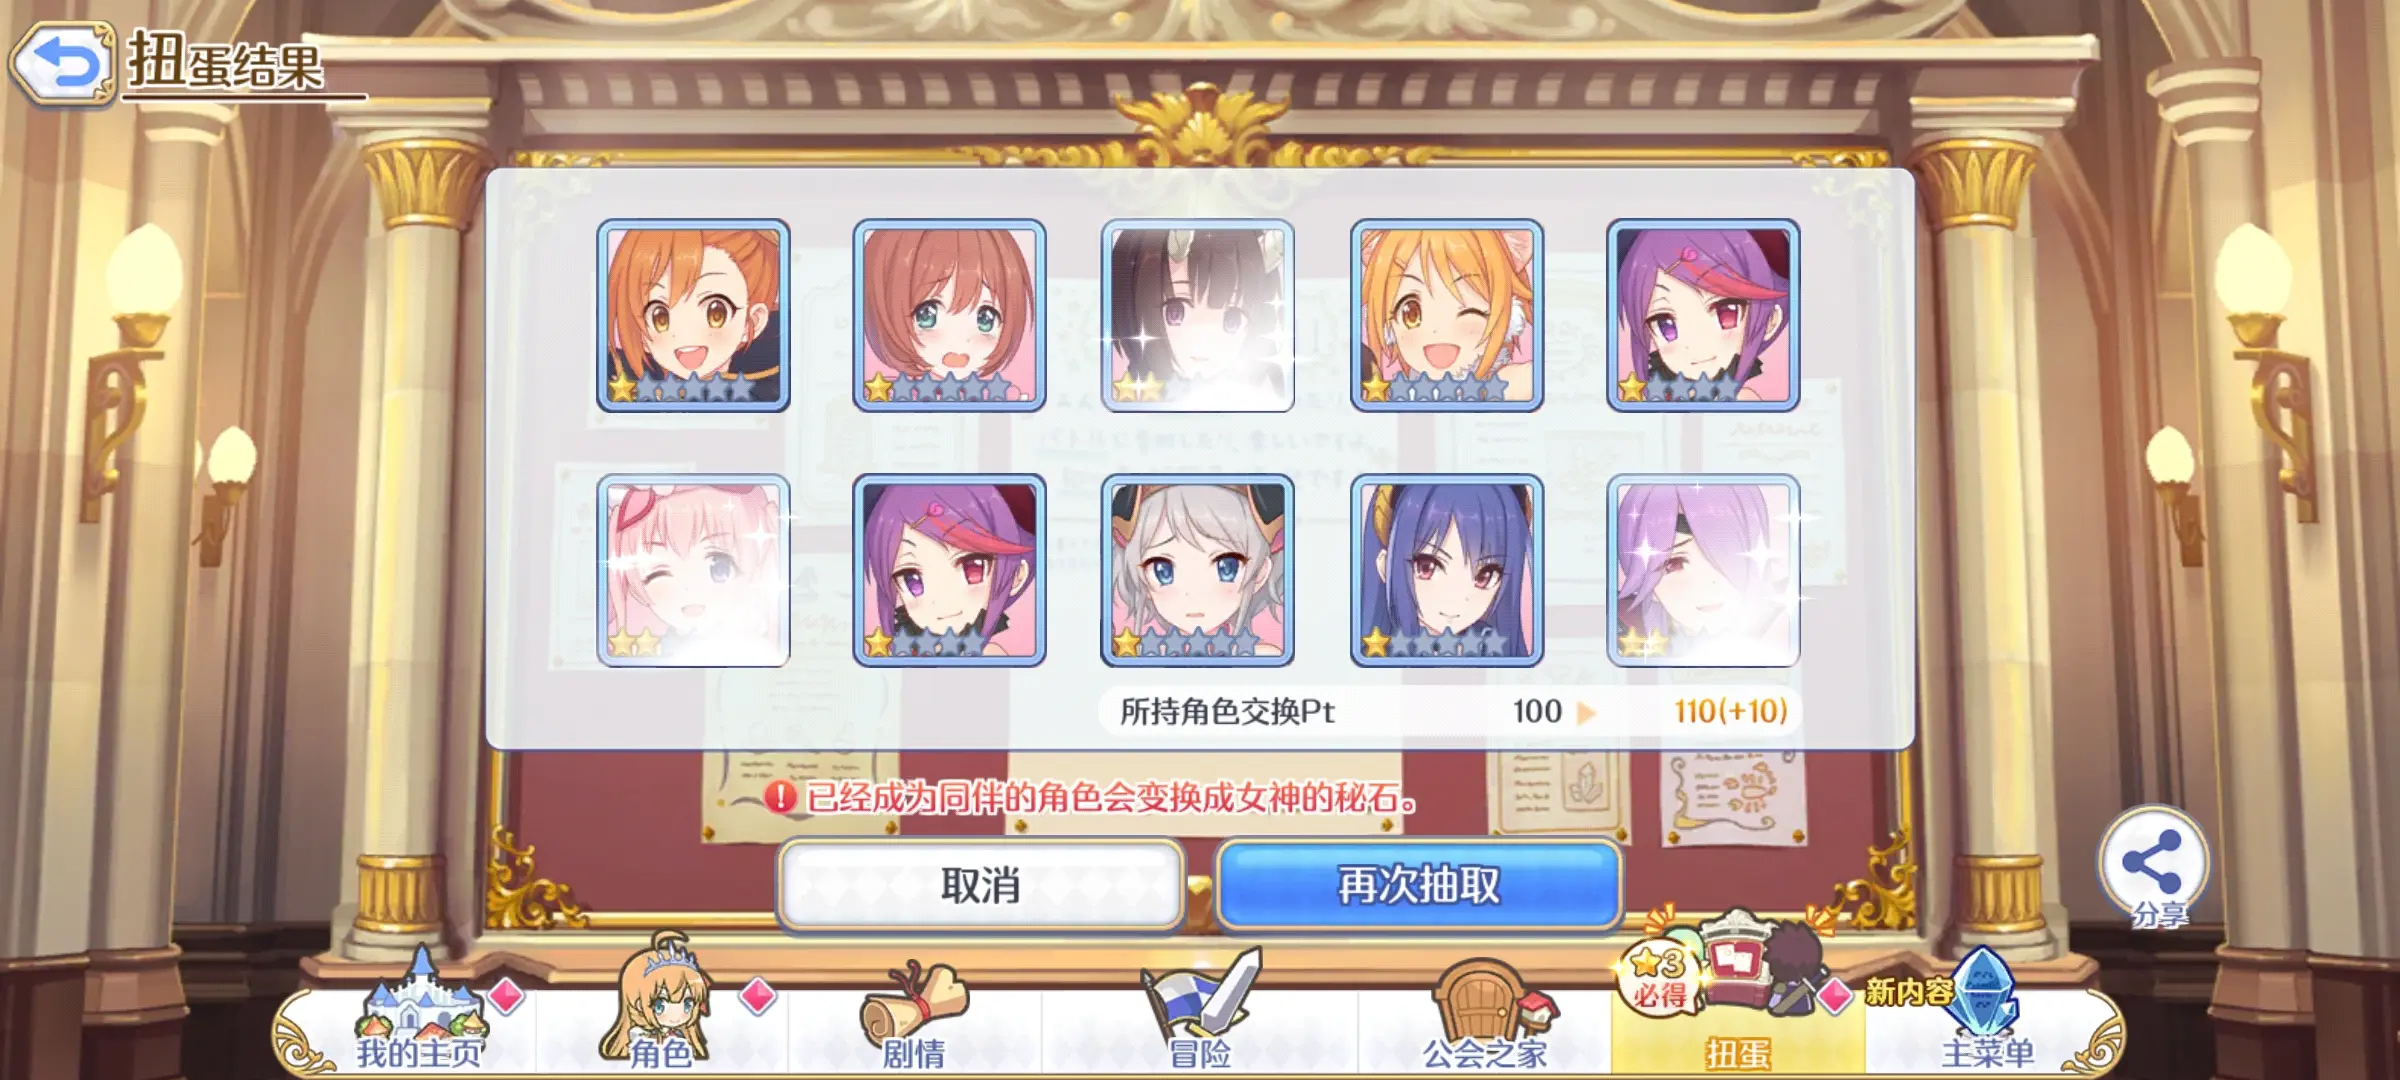 扭蛋结果
所持角色交换Pt 100 110(+10)
已经成为同伴的角色会变换成女神的秘石。
取消
再次抽取
分享
3
必得
新内容
我的主页
角色
剧情
冒险
公会之家
扭蛋
主菜单